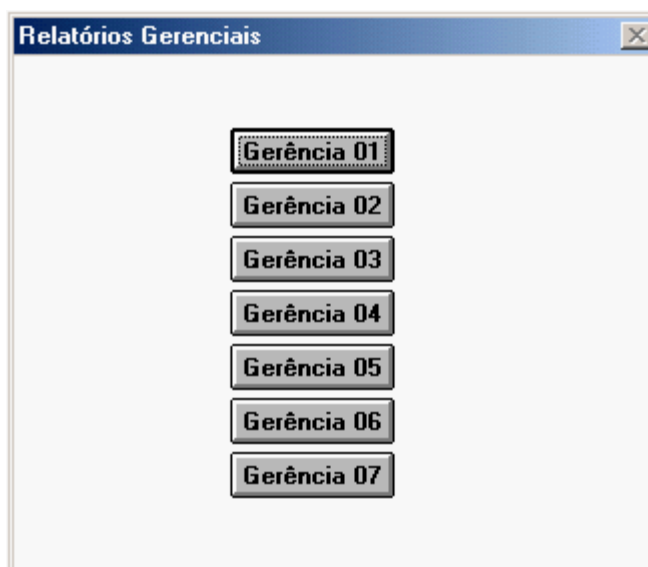 Relatórios Gerenciais
Gerência 01
Gerência 02
Gerência 03
Gerência 04
Gerência 05
Gerência 06
Gerência 07